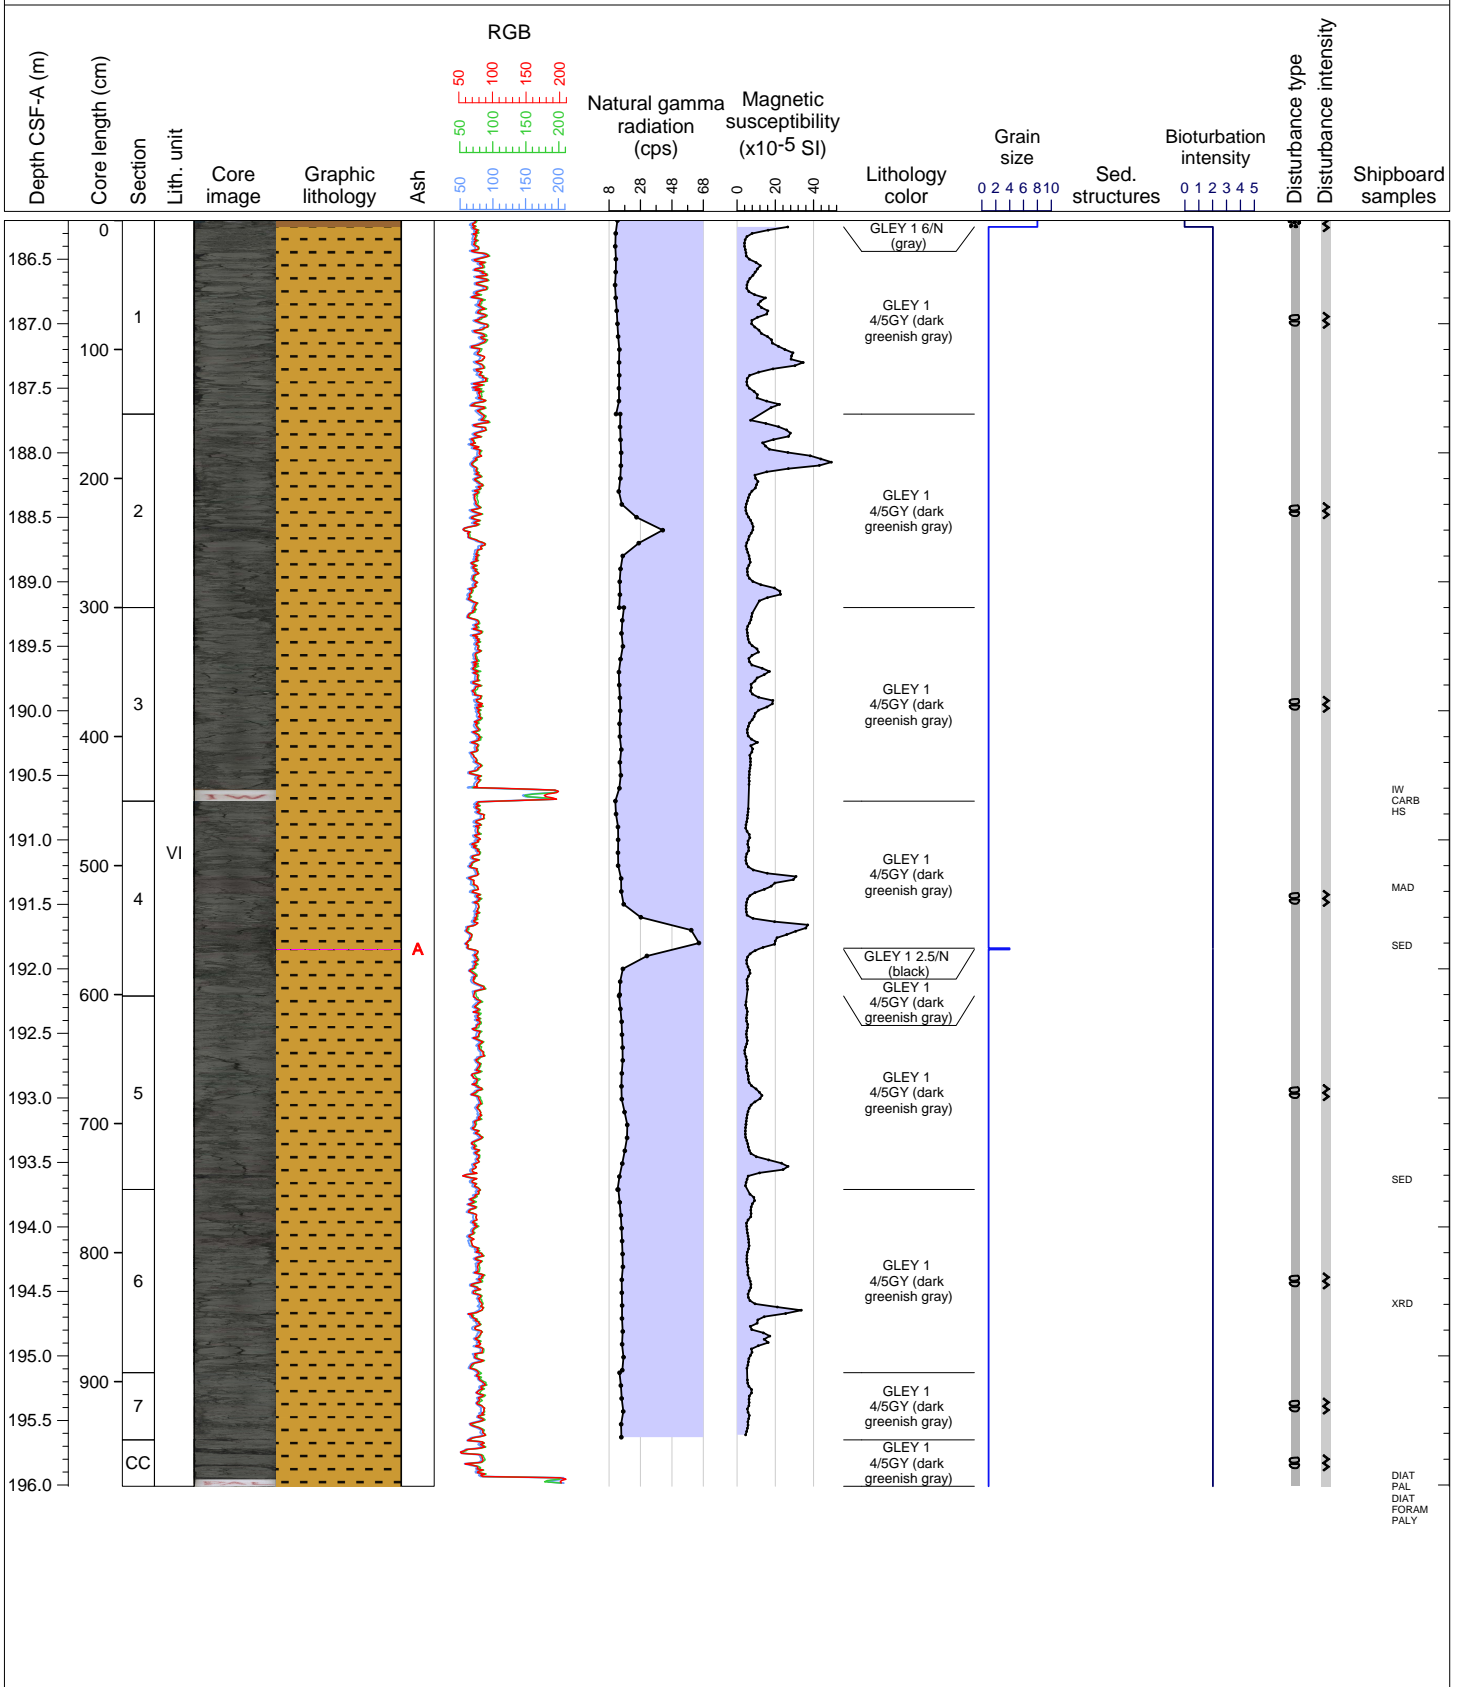 RGB
50 100 150 200
50 100 150 200
50 100 150 200
Depth CSF-A (m)
Core length (cm)
Section
Lith. unit
Core
image
Graphic
lithology
Ash
Natural gamma
radiation
(cps)
8 28 48 68
Magnetic
susceptibility
(x10-5 SI)
0 20 40
Lithology
color
Grain
size
0 2 4 6 8 10
Sed.
structures
Bioturbation
intensity
0 1 2 3 4 5
Disturbance type
Disturbance intensity
Shipboard
samples
186.5
187.0
187.5
188.0
188.5
189.0
189.5
190.0
190.5
191.0
191.5
192.0
192.5
193.0
193.5
194.0
194.5
195.0
195.5
196.0
0
100
200
300
400
500
600
700
800
900
1
2
3
4
5
6
7
CC
VI
IW
PAL
A
GLEY 1 6/N
(gray)
GLEY 1
4/5GY (dark
greenish gray)
GLEY 1
4/5GY (dark
greenish gray)
GLEY 1
4/5GY (dark
greenish gray)
GLEY 1
4/5GY (dark
greenish gray)
GLEY 1 2.5/N
(black)
GLEY 1
4/5GY (dark
greenish gray)
GLEY 1
4/5GY (dark
greenish gray)
GLEY 1
4/5GY (dark
greenish gray)
GLEY 1
4/5GY (dark
greenish gray)
GLEY 1
4/5GY (dark
greenish gray)
IW
CARB
HS
MAD
SED
SED
XRD
DIAT
PAL
DIAT
FORAM
PALY